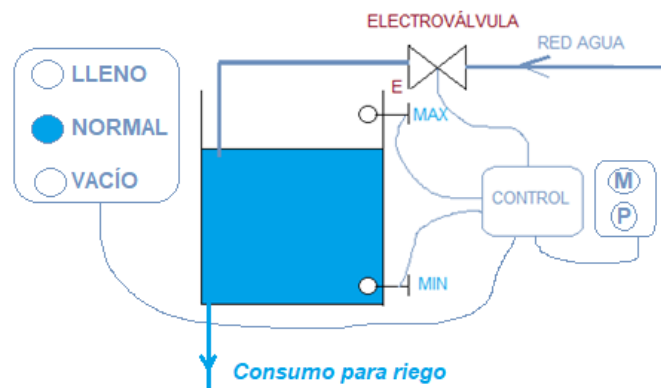 ELECTROVÁLVULA
RED AGUA
LLENO
NORMAL
VACÍO
E
MAX
CONTROL
M
P
MIN
Consumo para riego